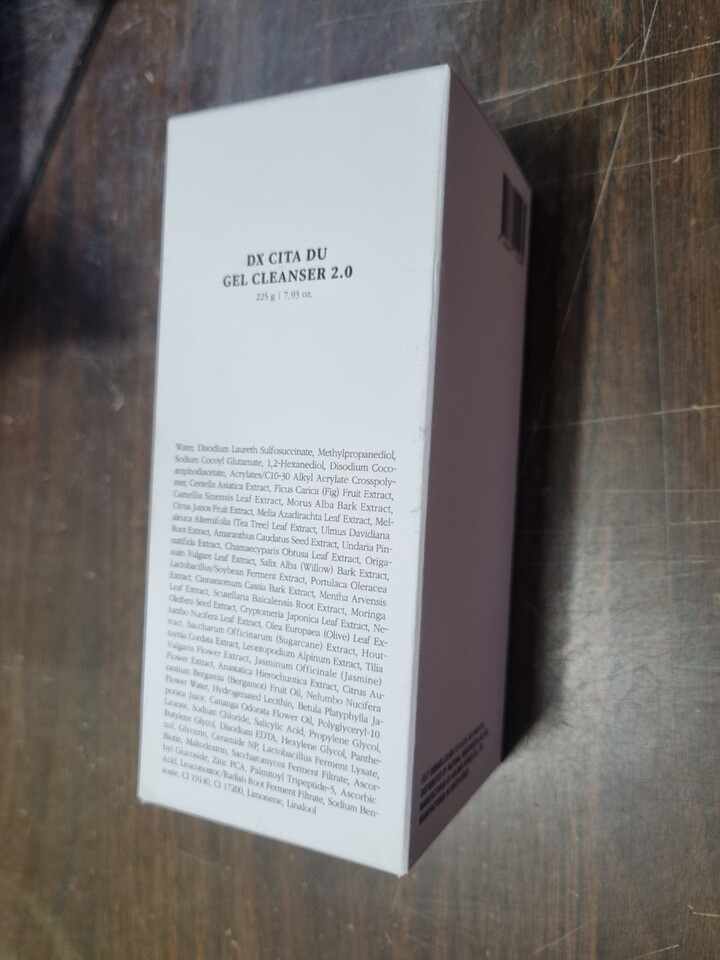 DX CITA DU
GEL CLEANSER 2.0
225 g | 7.93 oz.
Water, Disodium Laureth Sulfosuccinate, Methylpropanediol,
Sodium Cocoyl Glutamate, 1,2-Hexanediol, Disodium Coco-
amphodiacetate, Acrylates/C10-30 Alkyl Acrylate Crosspoly-
mer, Centella Asiatica Extract, Ficus Carica (Fig) Fruit Extract,
Camellia Sinensis Leaf Extract, Morus Alba Bark Extract,
Citrus Junos Fruit Extract, Melia Azadirachta Leaf Extract, Mel-
aleuca Alternifolia (Tea Tree) Leaf Extract, Ulmus Davidiana
Root Extract, Amaranthus Caudatus Seed Extract, Undaria Pin-
natifida Extract, Chamaecyparis Obtusa Leaf Extract, Origa-
num Vulgare Leaf Extract, Salix Alba (Willow) Bark Extract,
Lactobacillus/Soybean Ferment Extract, Portulaca Oleracea
Extract, Cinnamomum Cassia Bark Extract, Mentha Arvensis
Leaf Extract, Scutellaria Baicalensis Root Extract, Moringa
Oleifera Seed Extract, Cryptomeria Japonica Leaf Extract, Ne-
lumbo Nucifera Leaf Extract, Olea Europaea (Olive) Leaf Ex-
tract, Saccharum Officinarum (Sugarcane) Extract, Hout-
tuynia Cordata Extract, Leontopodium Alpinum Extract, Tilia
Vulgaris Flower Extract, Jasminum Officinale (Jasmine)
Flower Extract, Anastatica Hierochuntica Extract, Citrus Au-
rantium Bergamia (Bergamot) Fruit Oil, Nelumbo Nucifera
Flower Water, Hydrogenated Lecithin, Betula Platyphylla Ja-
ponica Juice, Cananga Odorata Flower Oil, Polyglyceryl-10
Laurate, Sodium Chloride, Salicylic Acid, Propylene Glycol,
Butylene Glycol, Disodium EDTA, Hexylene Glycol, Panthe-
nol, Glycerin, Ceramide NP, Lactobacillus Ferment Lysate,
Biotin, Maltodextrin, Saccharomyces Ferment Filtrate, Ascor-
byl Glucoside, Zinc PCA, Palmitoyl Tripeptide-5, Ascorbic
Acid, Leuconostoc/Radish Root Ferment Filtrate, Sodium Ben-
zoate, CI 19140, CI 17200, Limonene, Linalool